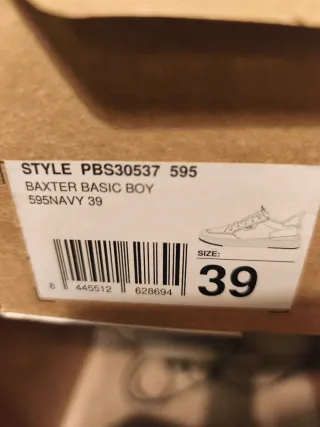 STYLE PBS30537 595
BAXTER BASIC BOY
595NAVY 39
SIZE:
39
8 445512 628694